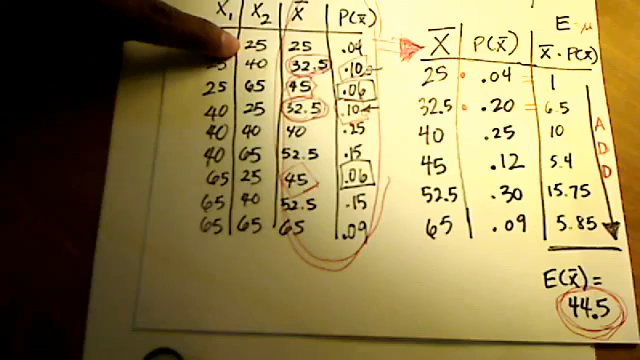 X₁ X₂ X̄ P(x̄)
25 25 .04
25 40 32.5 .10
25 65 45 .06
40 25 32.5 .10
40 40 40 .25
40 65 52.5 .15
65 25 45 .06
65 40 52.5 .15
65 65 65 .09
E = μ
X̄ P(x̄) X̄ · P(x̄)
25 · .04 = 1
32.5 · .20 = 6.5
40 .25 10
45 .12 5.4
52.5 .30 15.75
65 .09 5.85
ADD
E(x̄) =
44.5